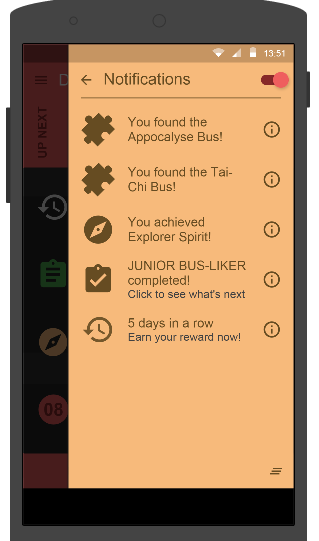 13:51
D
Notifications
UP NEXT
You found the
Appocalyse Bus!
You found the Tai-
Chi Bus!
You achieved
Explorer Spirit!
JUNIOR BUS-LIKER
completed!
Click to see what's next
5 days in a row
Earn your reward now!
08